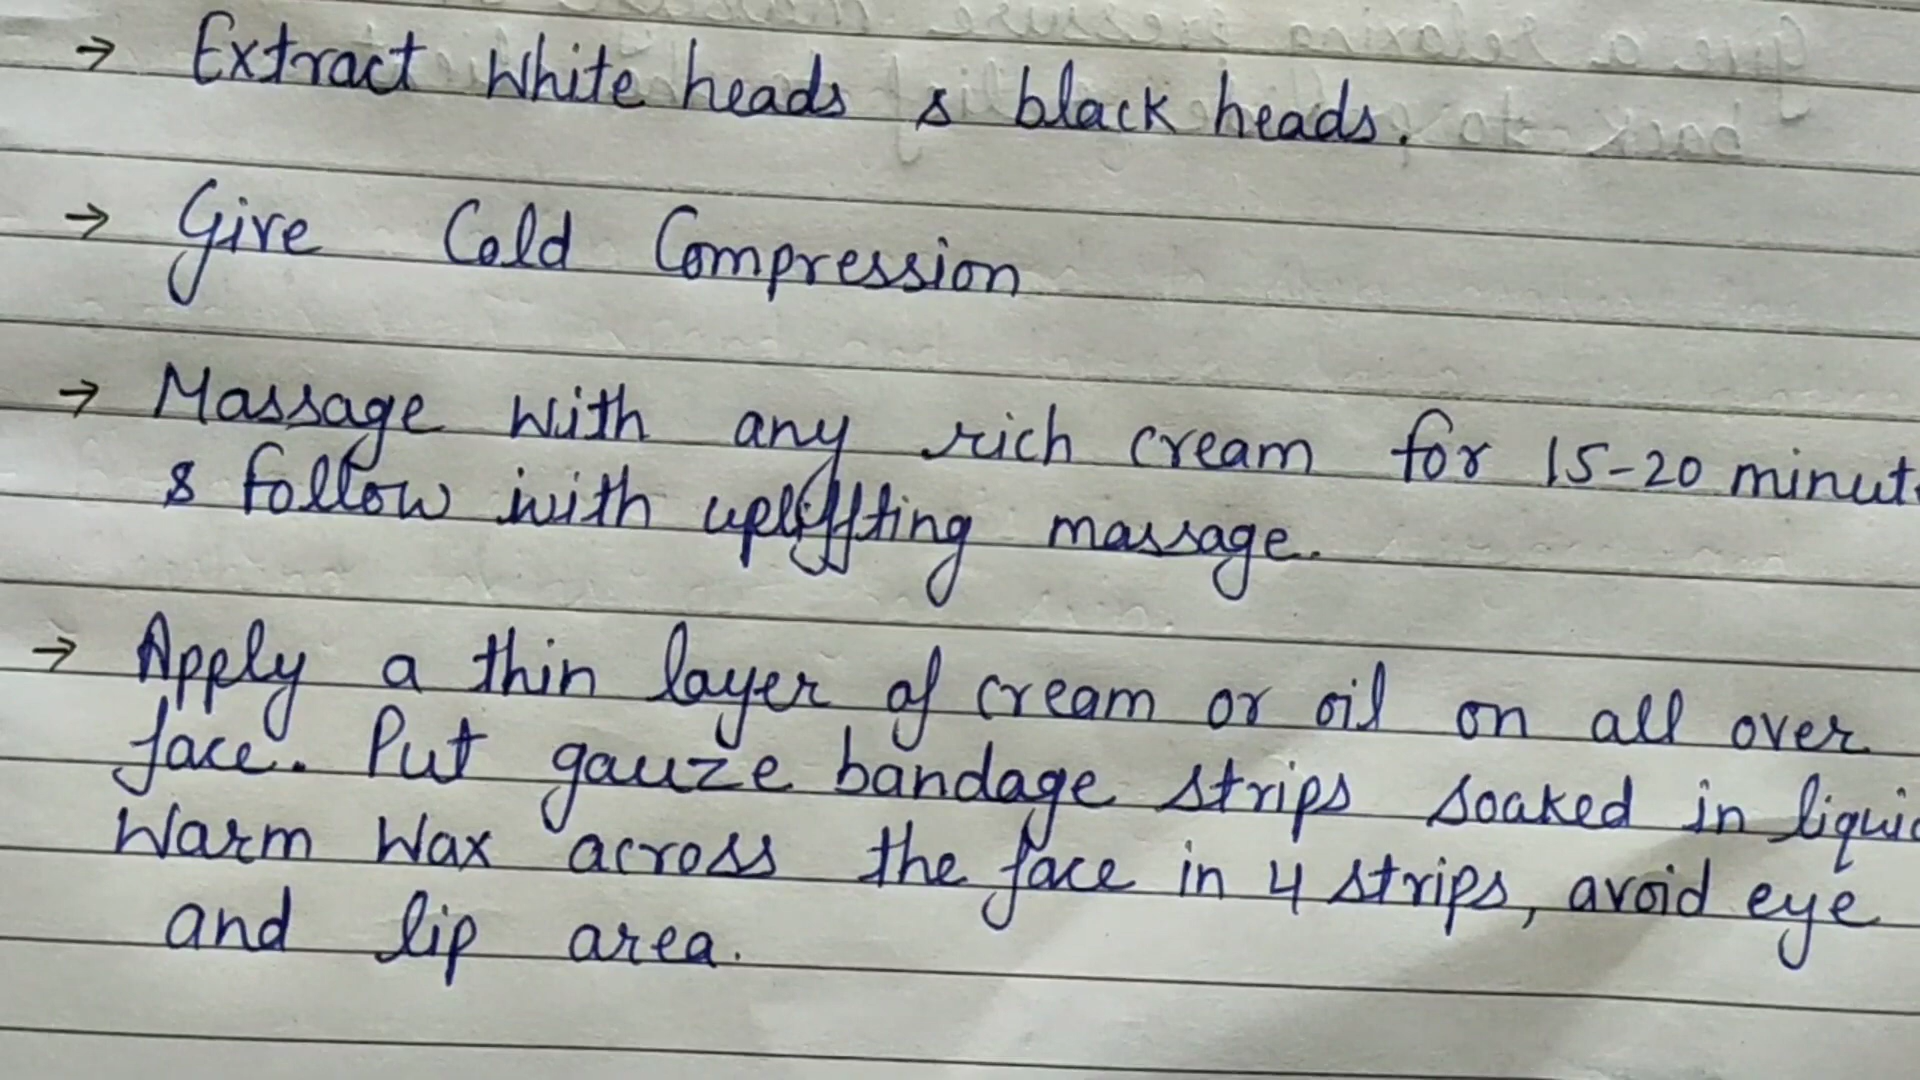 → Extract White heads & black heads.
→ Give Cold Compression
→ Massage with any rich cream for 15-20 minut
& follow with upliffting massage.
→ Apply a thin layer of cream or oil on all over
face. Put gauze bandage strips soaked in liqui
Warm Wax across the face in 4 strips, avoid eye
and lip area.